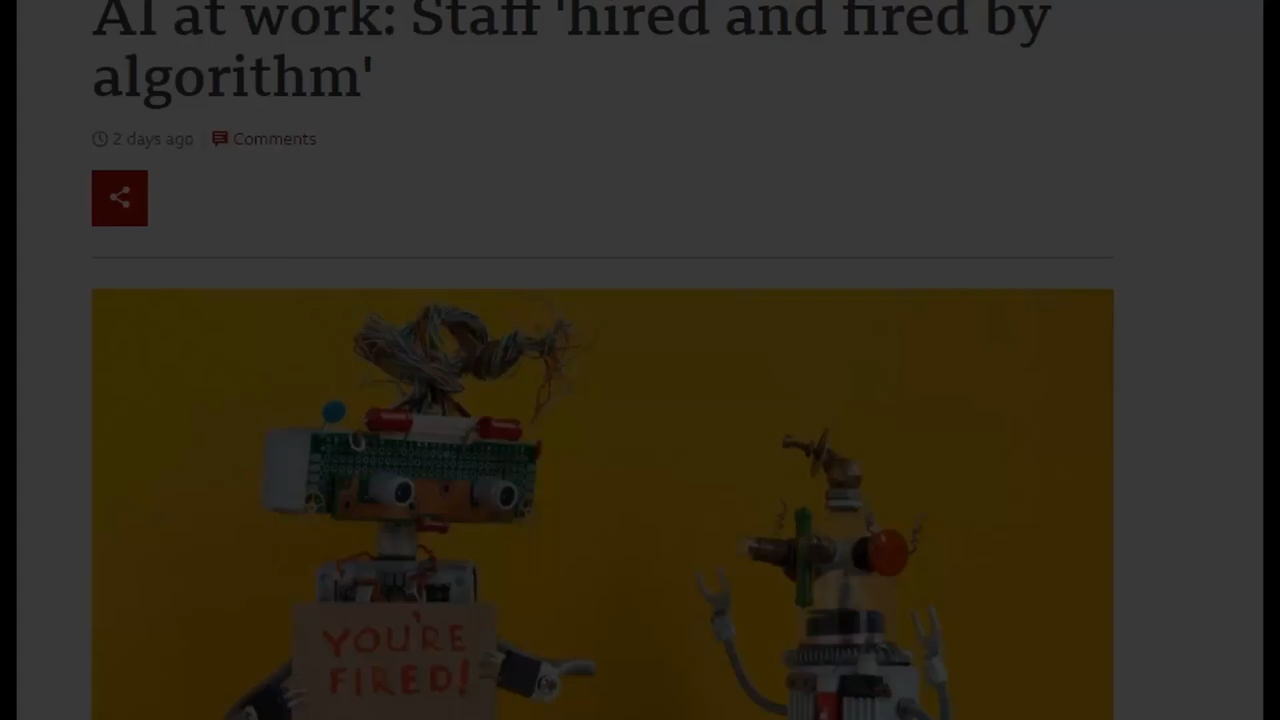 AI at work: Staff 'hired and fired by
algorithm'
2 days ago
Comments
YOU'RE
FIRED!